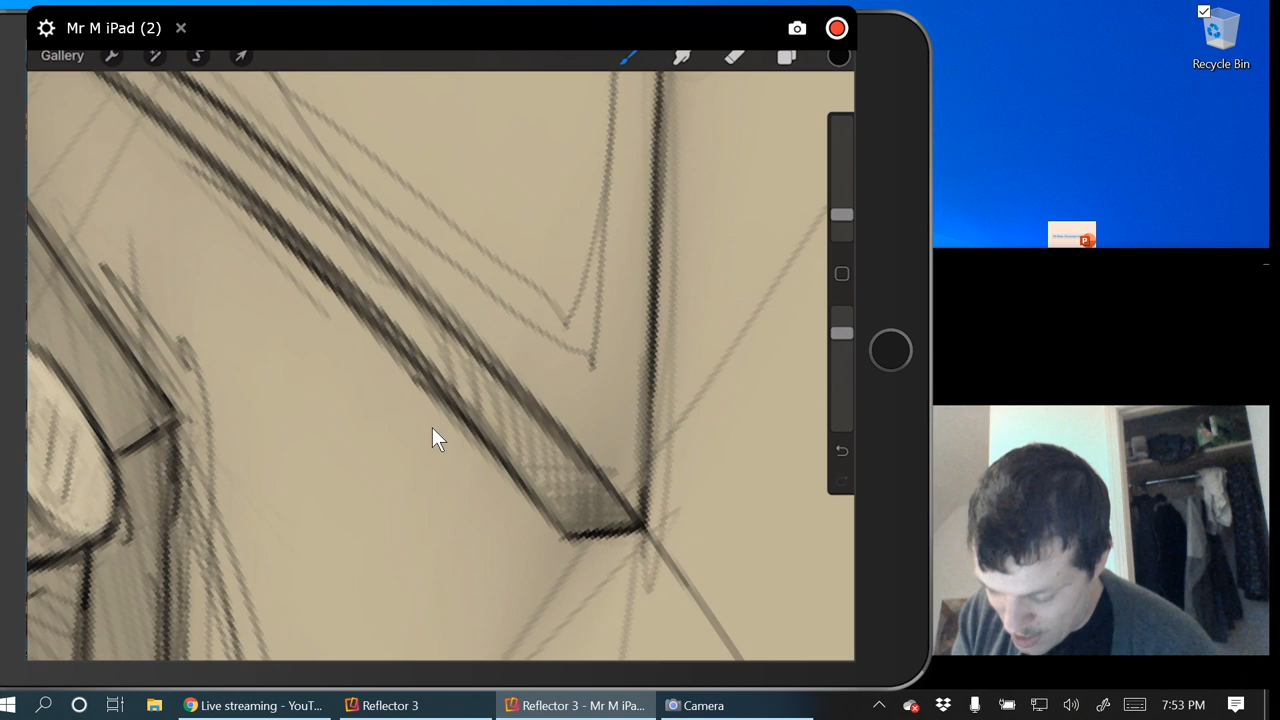 Mr M iPad (2)
Gallery
Recycle Bin
Live streaming - YouT...
Reflector 3
Reflector 3 - Mr M iPa...
Camera
7:53 PM